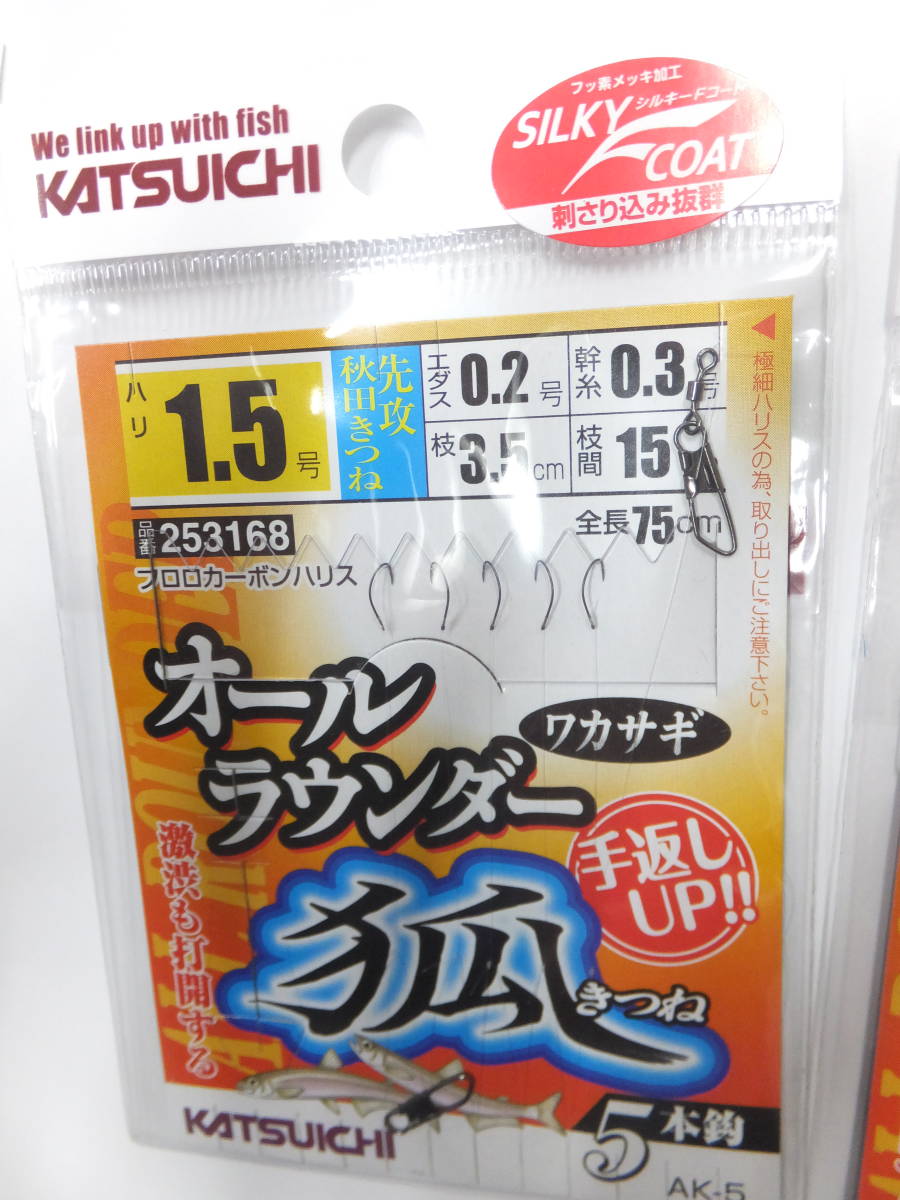 We link up with fish
KATSUICHI
フッ素メッキ加工
シルキーFコート
SILKY F COAT
刺さり込み抜群
ハリ 1.5号
先攻
秋田きつね
エダス 0.2号
幹糸 0.3号
枝 3.5cm
枝間 15
品番 253168
全長75cm
フロロカーボンハリス
◀極細ハリスの為、取り出しにご注意下さい。
オール
ラウンダー
ワカサギ
手返し
UP!!
狐
きつね
激渋も打開する
KATSUICHI
5本鈎
AK-5